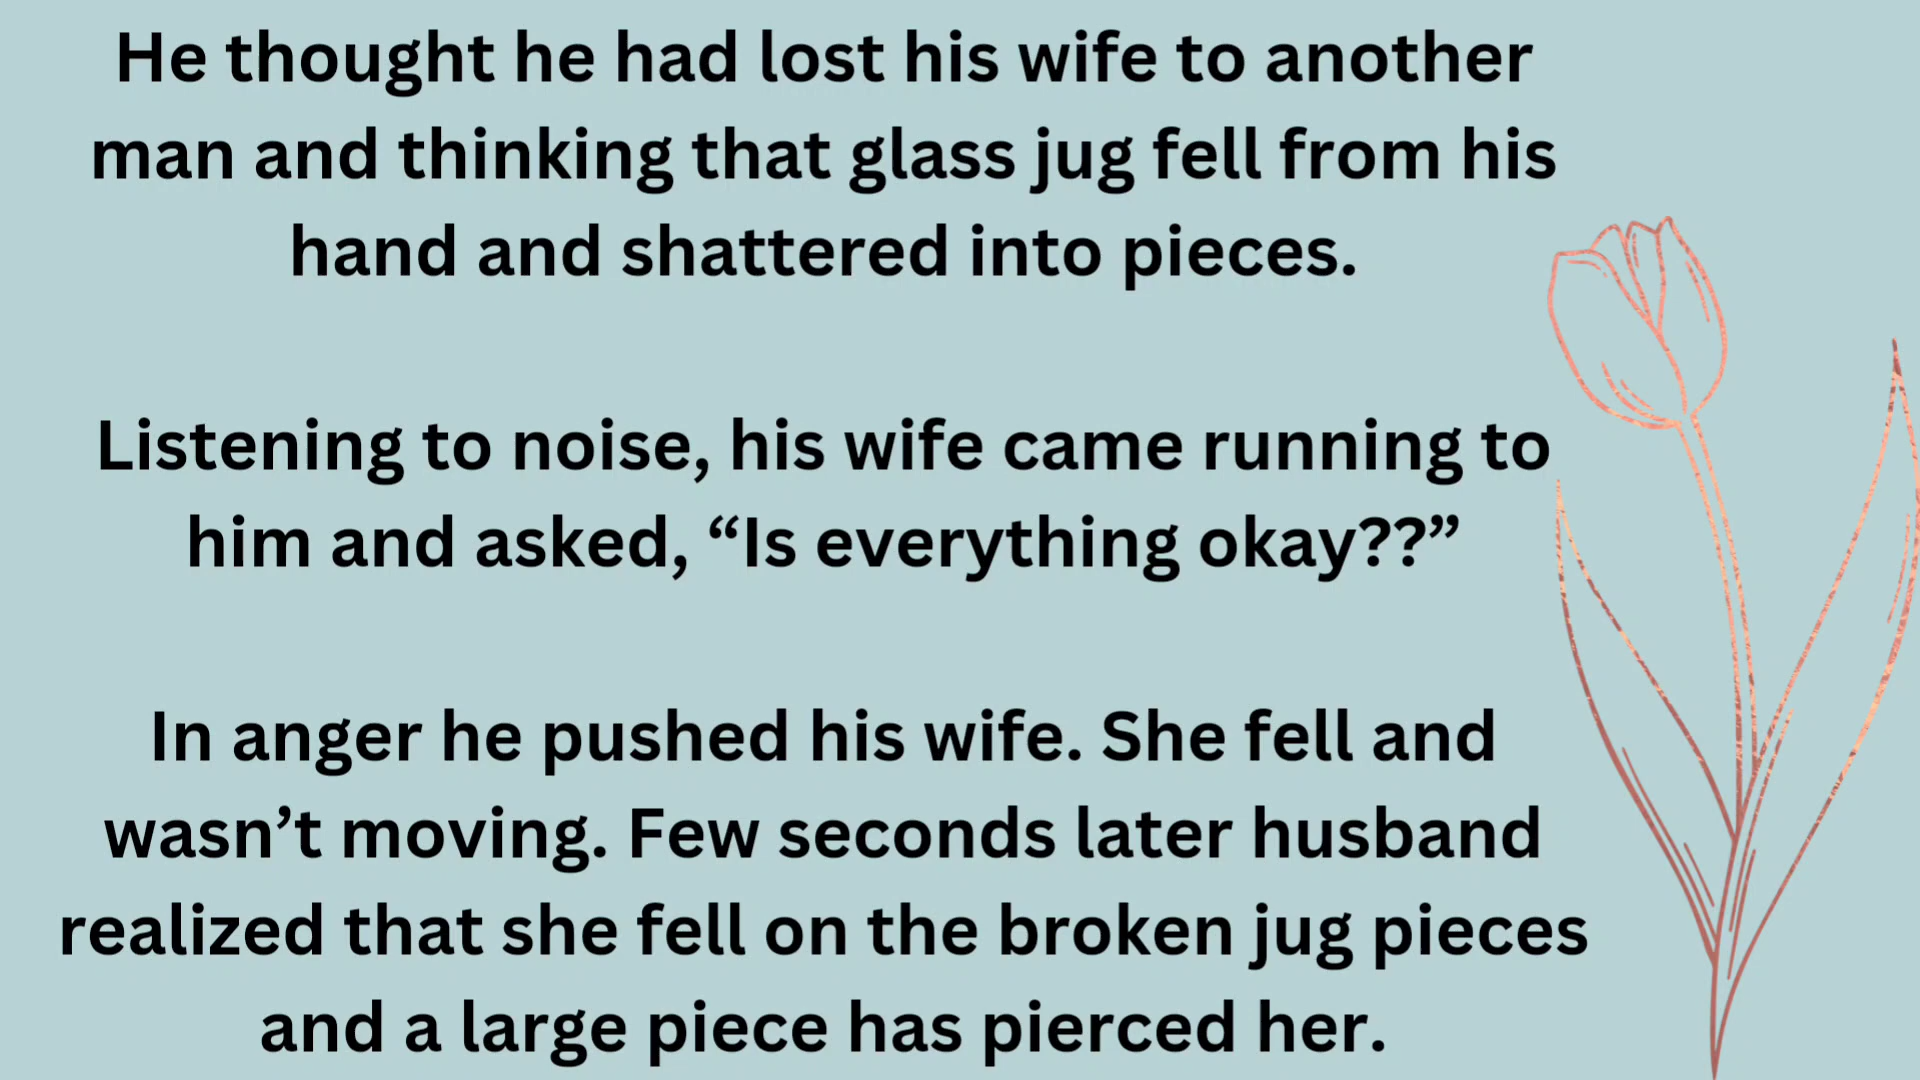 He thought he had lost his wife to another
man and thinking that glass jug fell from his
hand and shattered into pieces.
Listening to noise, his wife came running to
him and asked, “Is everything okay??”
In anger he pushed his wife. She fell and
wasn’t moving. Few seconds later husband
realized that she fell on the broken jug pieces
and a large piece has pierced her.